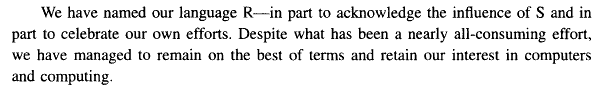 We have named our language R—in part to acknowledge the influence of S and in
part to celebrate our own efforts. Despite what has been a nearly all-consuming effort,
we have managed to remain on the best of terms and retain our interest in computers
and computing.